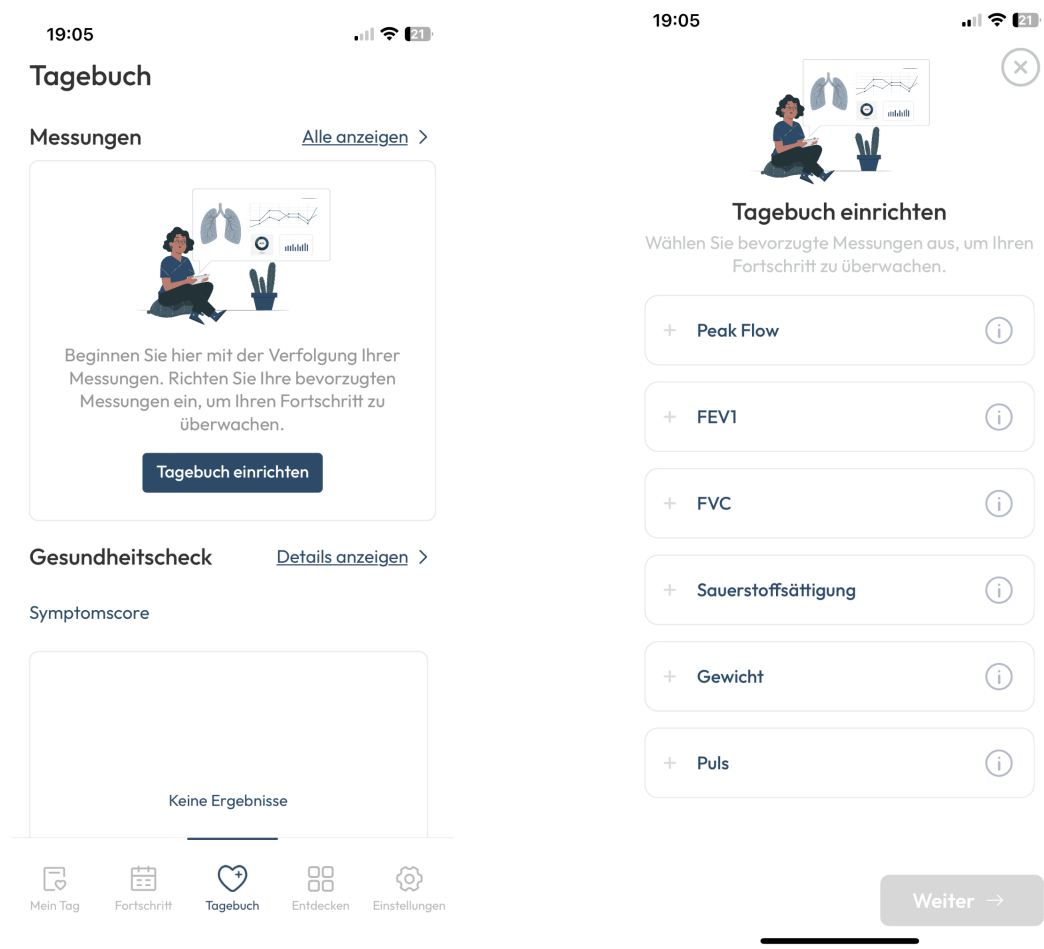 19:05
21
Tagebuch
Messungen
Alle anzeigen
Beginnen Sie hier mit der Verfolgung Ihrer
Messungen. Richten Sie Ihre bevorzugten
Messungen ein, um Ihren Fortschritt zu
überwachen.
Tagebuch einrichten
Gesundheitscheck
Details anzeigen
Symptomscore
Keine Ergebnisse
Mein Tag
Fortschritt
Tagebuch
Entdecken
Einstellungen
19:05
21
Tagebuch einrichten
Wählen Sie bevorzugte Messungen aus, um Ihren
Fortschritt zu überwachen.
Peak Flow
FEV1
FVC
Sauerstoffsättigung
Gewicht
Puls
Weiter